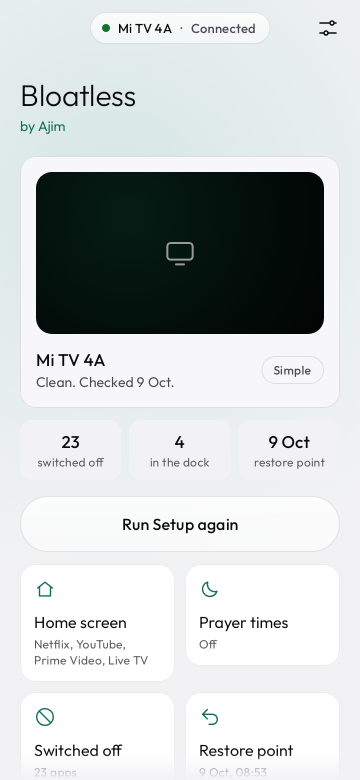 Mi TV 4A · Connected
Bloatless
by Ajim
Mi TV 4A
Clean. Checked 9 Oct.
Simple
23
switched off
4
in the dock
9 Oct
restore point
Run Setup again
Home screen
Netflix, YouTube,
Prime Video, Live TV
Prayer times
Off
Switched off
23 apps
Restore point
9 Oct, 08:53